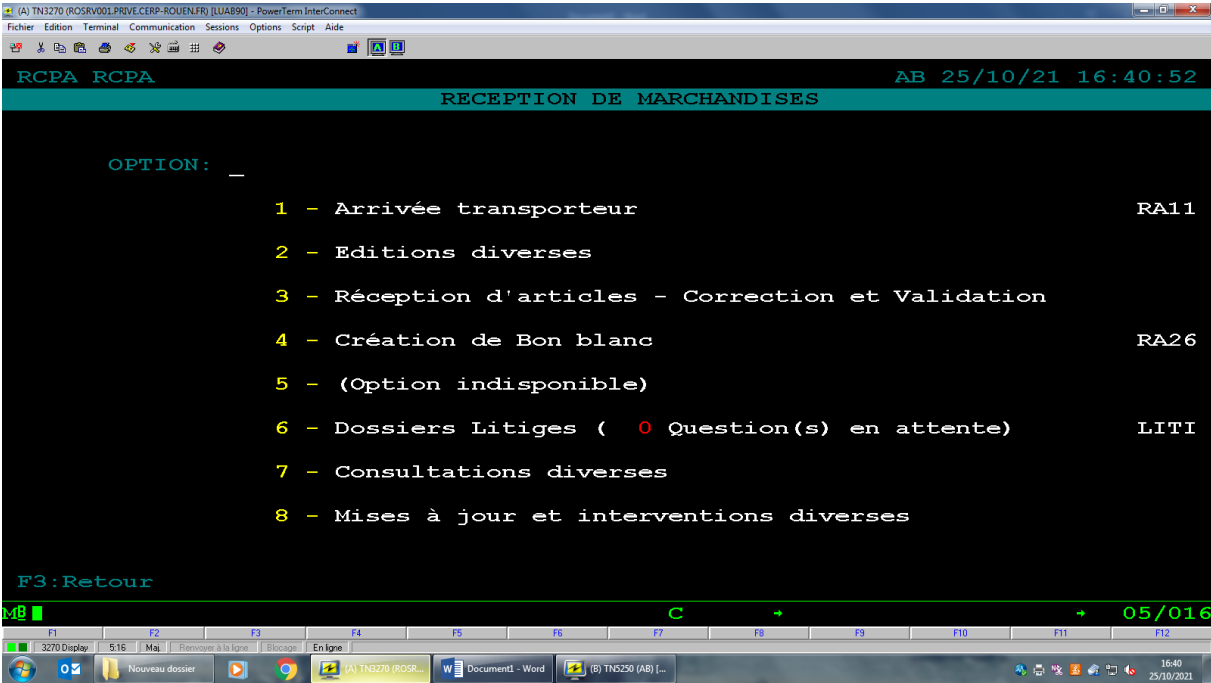 (A) TN3270 (ROSRV001.PRIVE.CERP-ROUEN.FR) [LUAB90] - PowerTerm InterConnect
Fichier Edition Terminal Communication Sessions Options Script Aide
A B
RCPA RCPA AB 25/10/21 16:40:52
RECEPTION DE MARCHANDISES
OPTION: _
1 - Arrivée transporteur RA11
2 - Editions diverses
3 - Réception d'articles - Correction et Validation
4 - Création de Bon blanc RA26
5 - (Option indisponible)
6 - Dossiers Litiges ( 0 Question(s) en attente) LITI
7 - Consultations diverses
8 - Mises à jour et interventions diverses
F3:Retour
MB C → → 05/016
F1 F2 F3 F4 F5 F6 F7 F8 F9 F10 F11 F12
3270 Display 5:16 Maj. Renvoyer à la ligne Blocage En ligne
Nouveau dossier (A) TN3270 (ROSR... Document1 - Word (B) TN5250 (AB) [... 16:40
25/10/2021